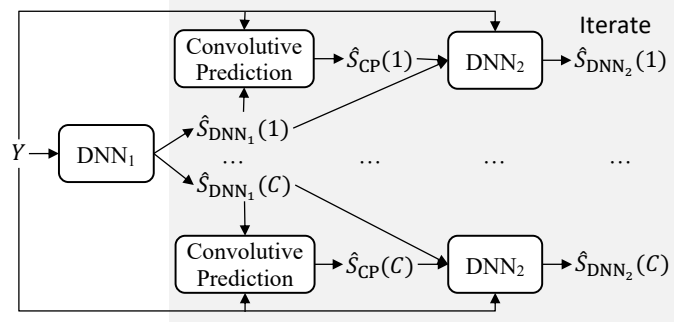 Iterate
Convolutive
Prediction
Ŝ_CP(1)
DNN₂
Ŝ_DNN₂(1)
Ŝ_DNN₁(1)
Y
DNN₁
... ... ... ...
Ŝ_DNN₁(C)
Convolutive
Prediction
Ŝ_CP(C)
DNN₂
Ŝ_DNN₂(C)